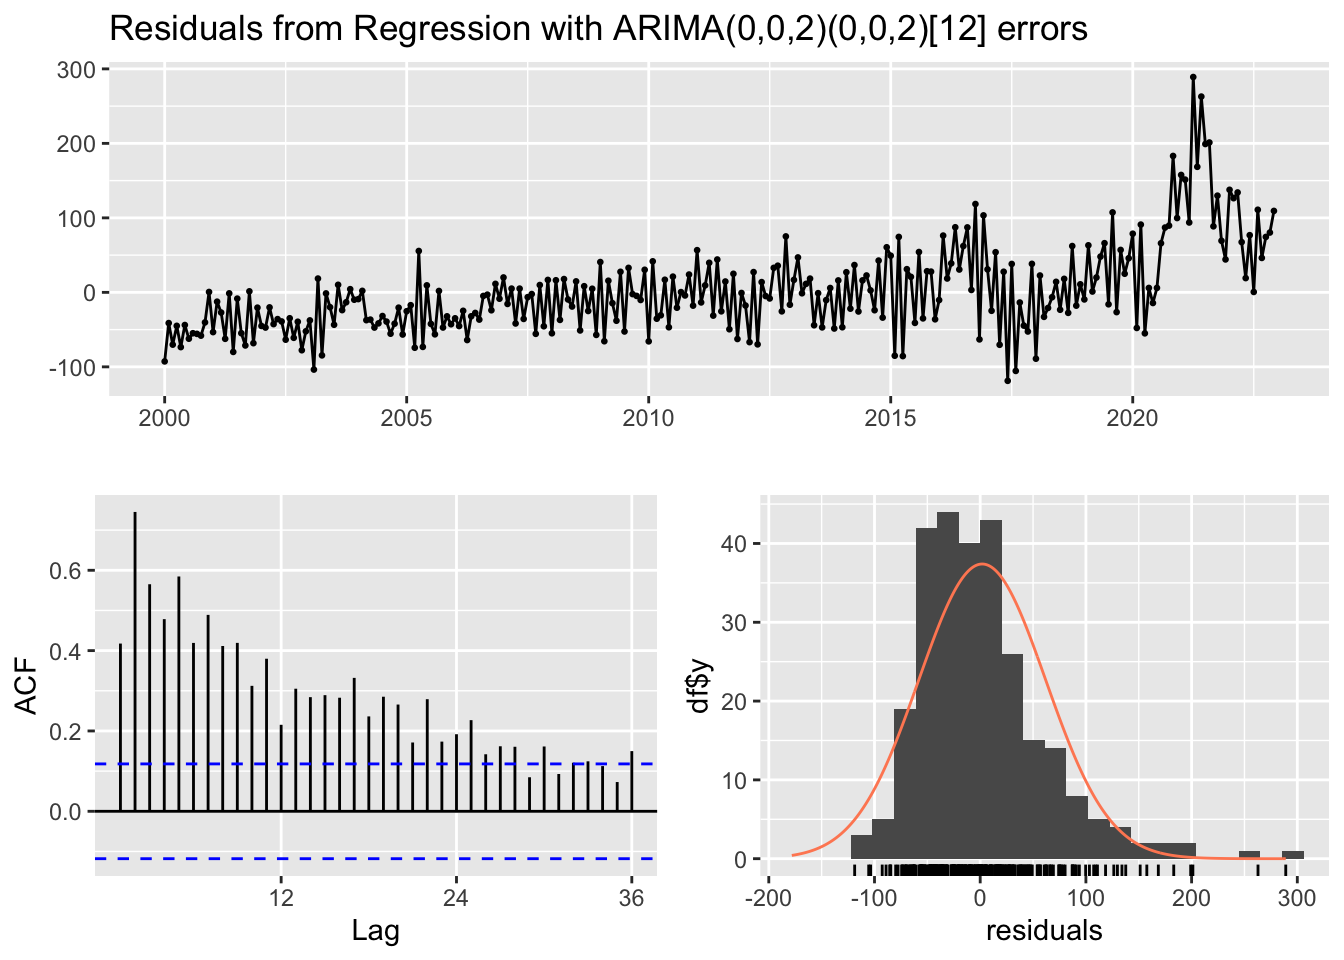 Residuals from Regression with ARIMA(0,0,2)(0,0,2)[12] errors
300
200
100
0
-100
2000 2005 2010 2015 2020
ACF
0.6
0.4
0.2
0.0
12 24 36
Lag
df$y
40
30
20
10
0
-200 -100 0 100 200 300
residuals